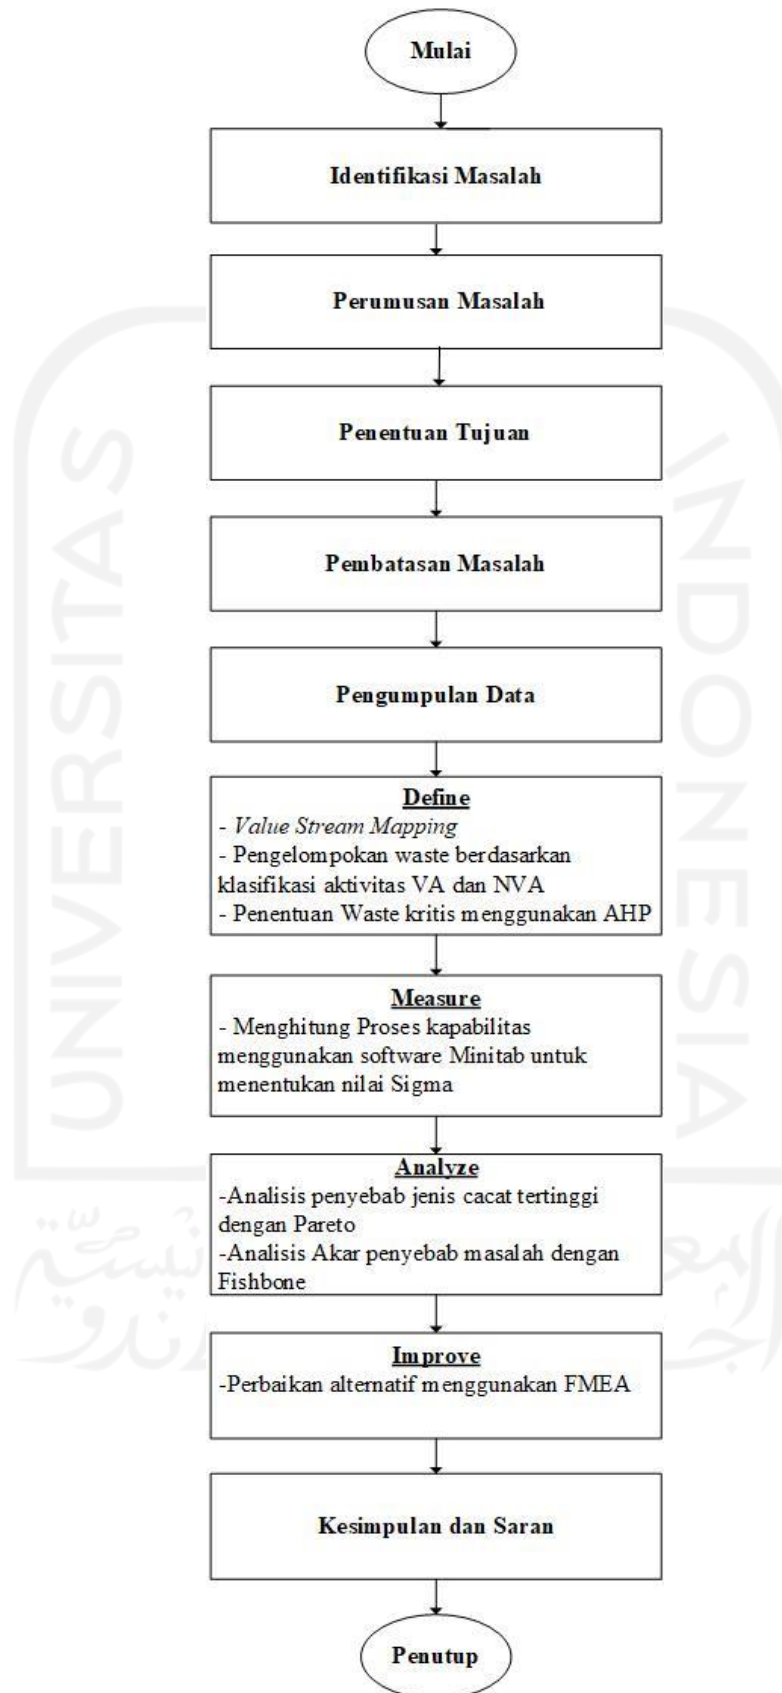 Mulai
Identifikasi Masalah
Perumusan Masalah
Penentuan Tujuan
Pembatasan Masalah
Pengumpulan Data
Define
- Value Stream Mapping
- Pengelompokan waste berdasarkan
klasifikasi aktivitas VA dan NVA
- Penentuan Waste kritis menggunakan AHP
Measure
- Menghitung Proses kapabilitas
menggunakan software Minitab untuk
menentukan nilai Sigma
Analyze
-Analisis penyebab jenis cacat tertinggi
dengan Pareto
-Analisis Akar penyebab masalah dengan
Fishbone
Improve
-Perbaikan alternatif menggunakan FMEA
Kesimpulan dan Saran
Penutup
UNIVERSITAS
INDONESIA